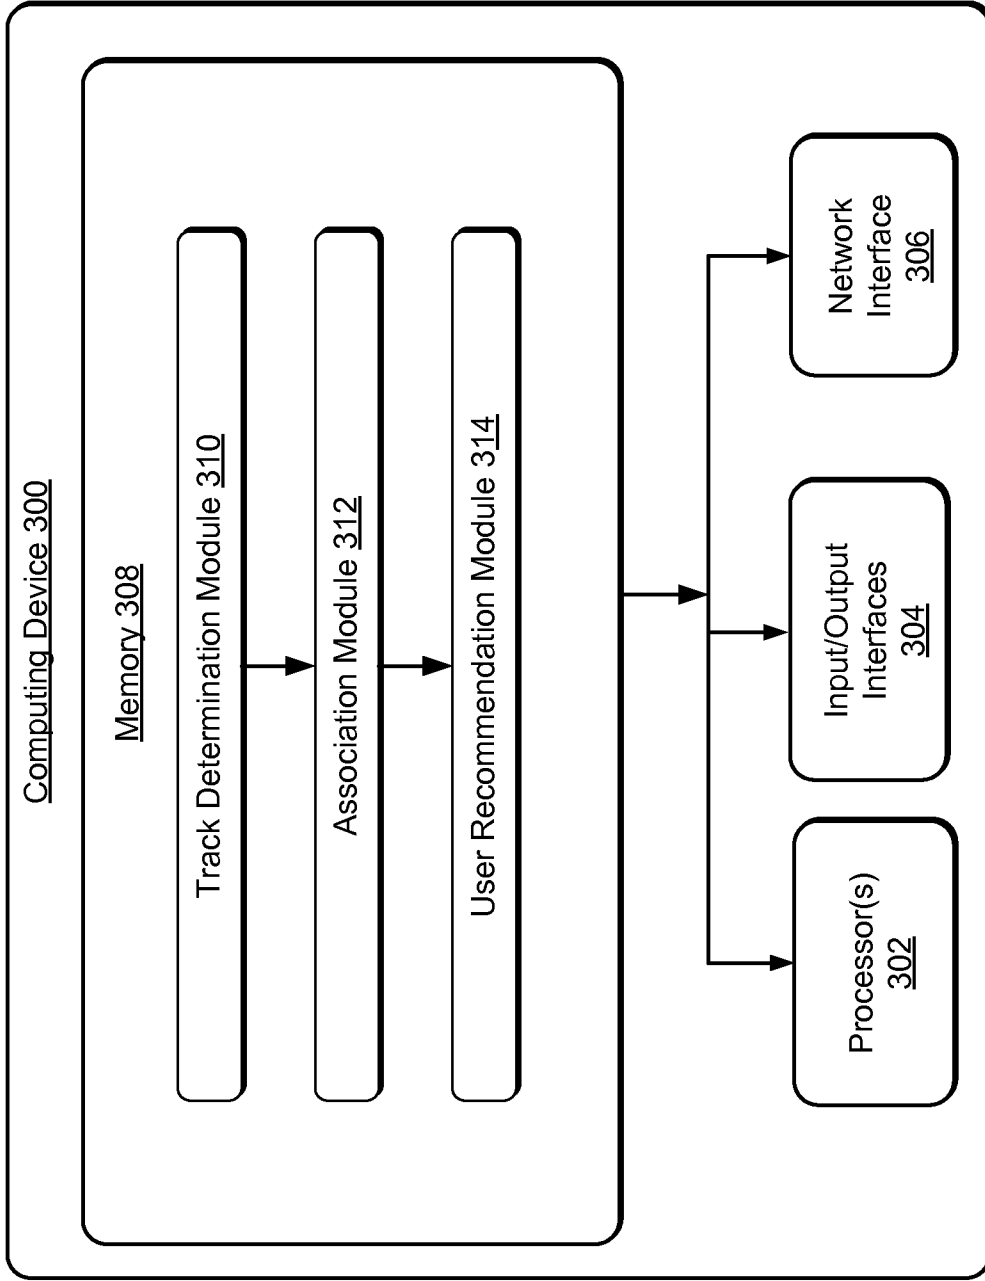 Computing Device 300
Memory 308
Track Determination Module 310
Association Module 312
User Recommendation Module 314
Processor(s)
302
Input/Output
Interfaces
304
Network
Interface
306